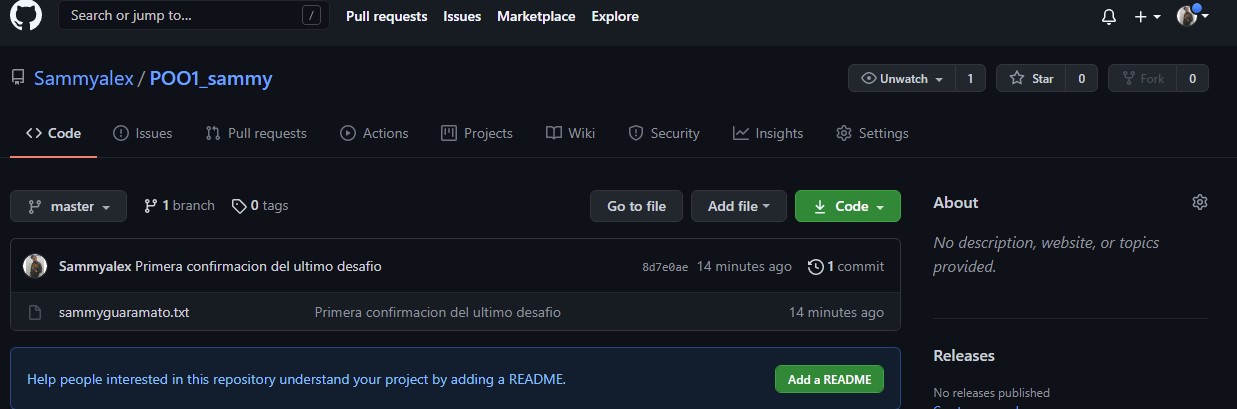 Search or jump to... /
Pull requests Issues Marketplace Explore
Sammyalex / POO1_sammy
Unwatch 1 Star 0 Fork 0
Code Issues Pull requests Actions Projects Wiki Security Insights Settings
master 1 branch 0 tags Go to file Add file Code
About
No description, website, or topics
provided.
Sammyalex Primera confirmacion del ultimo desafio 8d7e0ae 14 minutes ago 1 commit
sammyguaramato.txt Primera confirmacion del ultimo desafio 14 minutes ago
Releases
Help people interested in this repository understand your project by adding a README. Add a README
No releases published